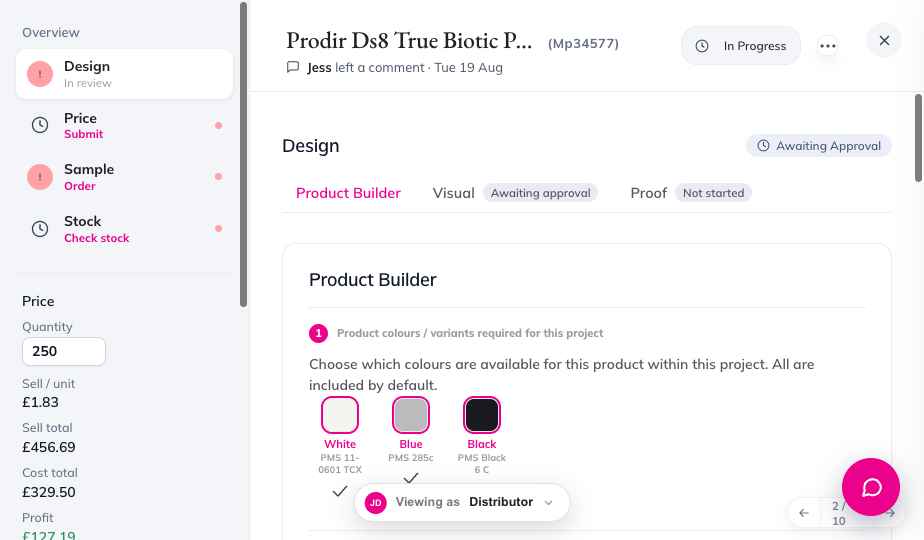 Overview
Design
In review
Price
Submit
Sample
Order
Stock
Check stock
Price
Quantity
250
Sell / unit
£1.83
Sell total
£456.69
Cost total
£329.50
Profit
£127.19
Prodir Ds8 True Biotic P... (Mp34577)
Jess left a comment · Tue 19 Aug
In Progress
Design
Awaiting Approval
Product Builder
Visual Awaiting approval
Proof Not started
Product Builder
1 Product colours / variants required for this project
Choose which colours are available for this product within this project. All are
included by default.
White
PMS 11-
0601 TCX
Blue
PMS 285c
Black
PMS Black
6 C
JD Viewing as Distributor
2 /
10